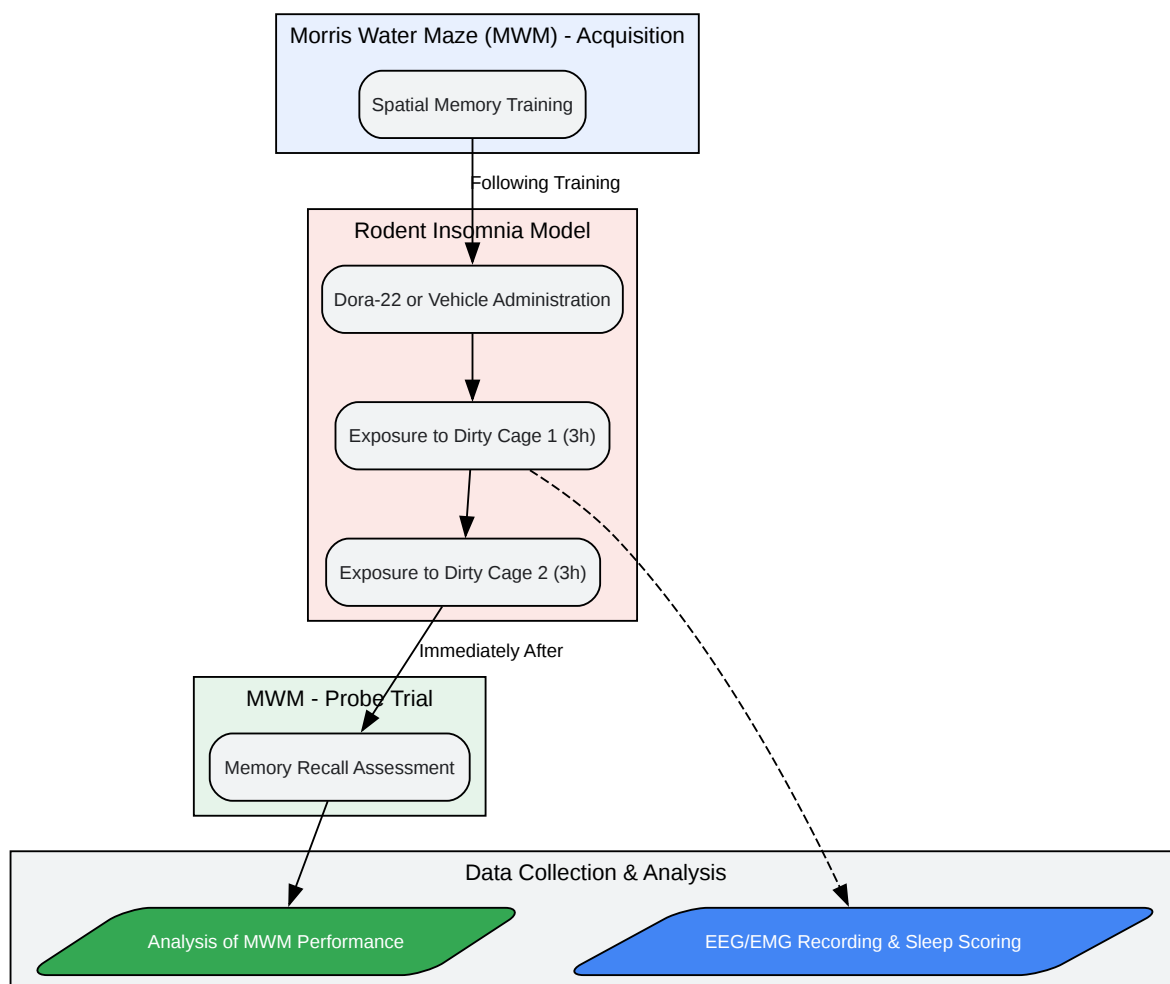 Morris Water Maze (MWM) - Acquisition
Spatial Memory Training
Following Training
Rodent Insomnia Model
Dora-22 or Vehicle Administration
Exposure to Dirty Cage 1 (3h)
Exposure to Dirty Cage 2 (3h)
Immediately After
MWM - Probe Trial
Memory Recall Assessment
Data Collection & Analysis
Analysis of MWM Performance
EEG/EMG Recording & Sleep Scoring